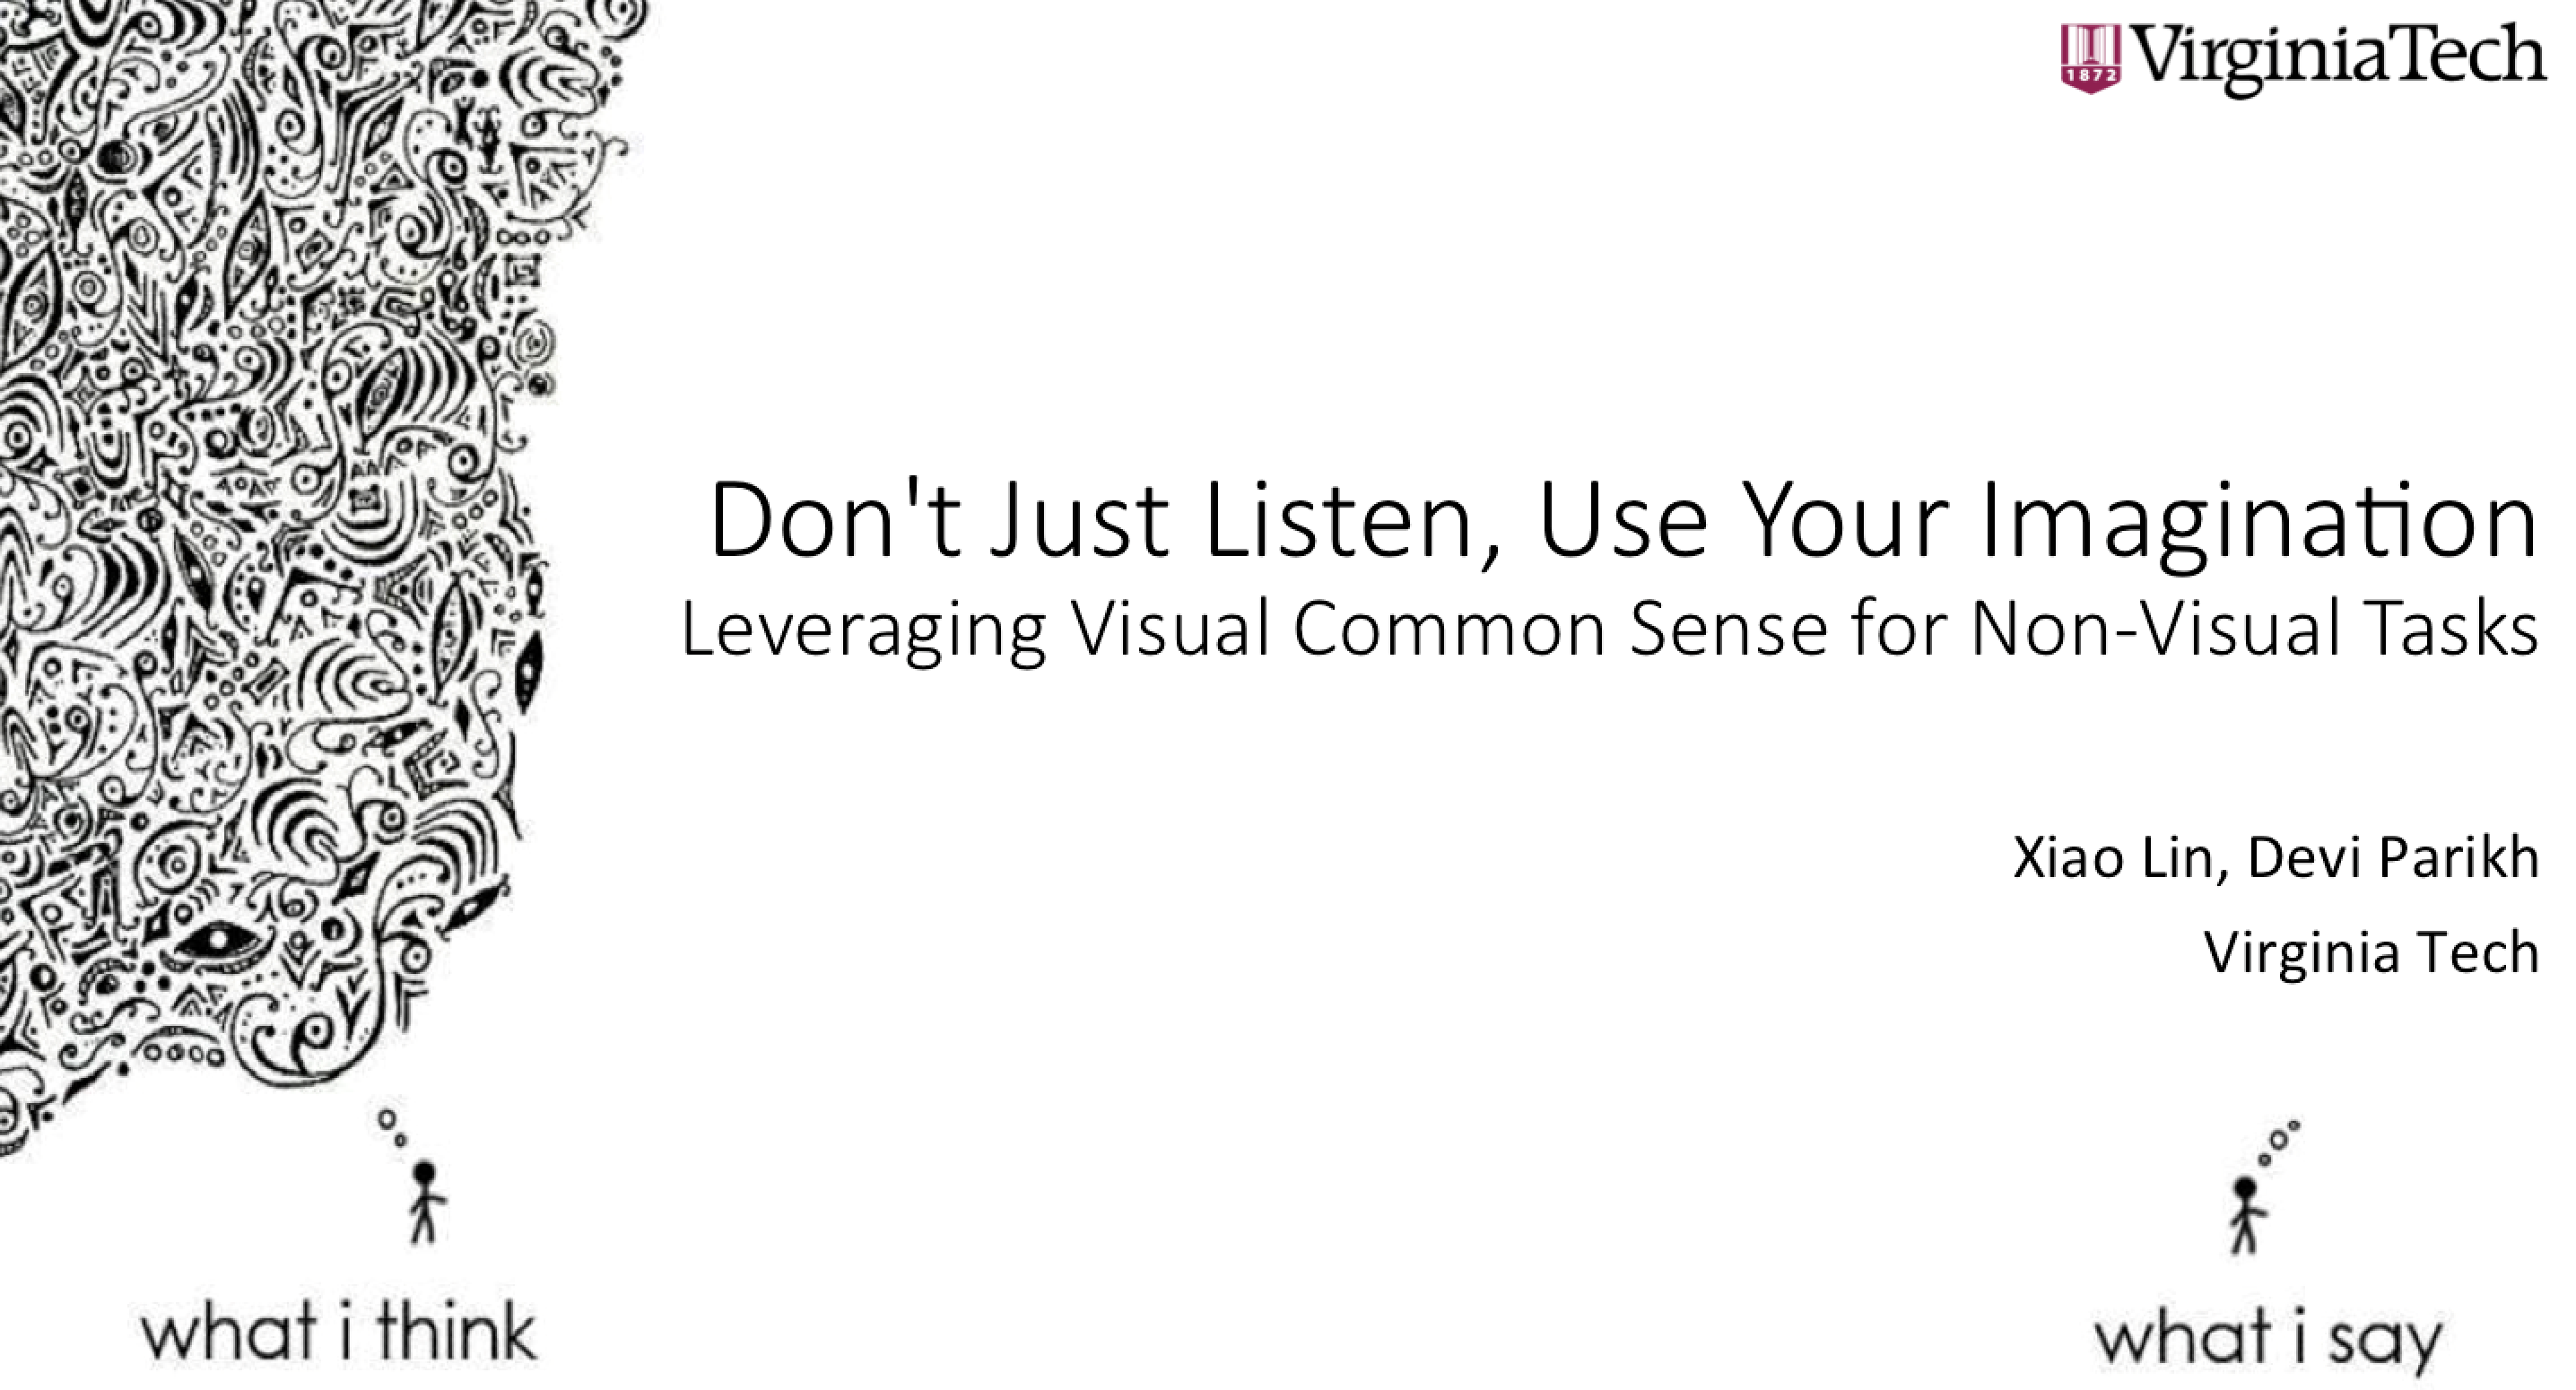 1872 VirginiaTech
Don't Just Listen, Use Your Imagination
Leveraging Visual Common Sense for Non-Visual Tasks
Xiao Lin, Devi Parikh
Virginia Tech
what i think
what i say